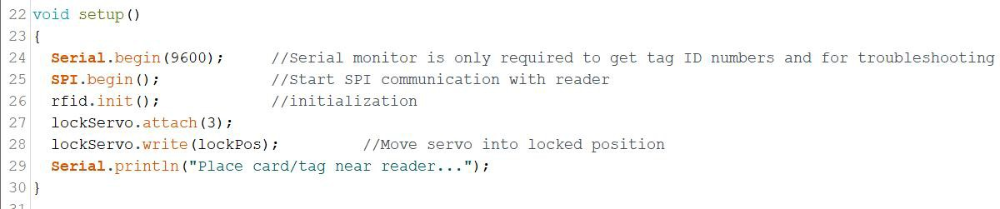 22 void setup()
23 {
24 Serial.begin(9600); //Serial monitor is only required to get tag ID numbers and for troubleshooting
25 SPI.begin(); //Start SPI communication with reader
26 rfid.init(); //initialization
27 lockServo.attach(3);
28 lockServo.write(lockPos); //Move servo into locked position
29 Serial.println("Place card/tag near reader...");
30 }